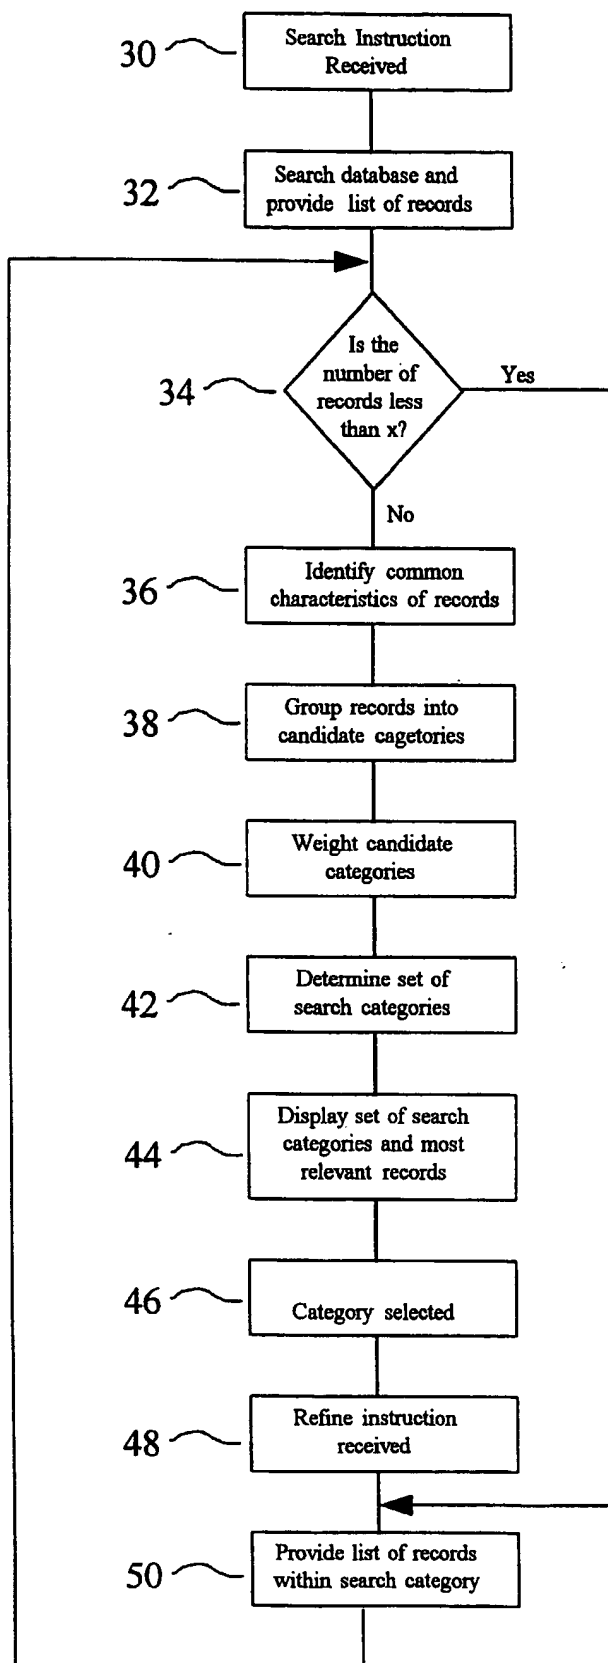 30
Search Instruction
Received
32
Search database and
provide list of records
34
Is the
number of
records less
than x?
Yes
No
36
Identify common
characteristics of records
38
Group records into
candidate cagetories
40
Weight candidate
categories
42
Determine set of
search categories
44
Display set of search
categories and most
relevant records
46
Category selected
48
Refine instruction
received
50
Provide list of records
within search category